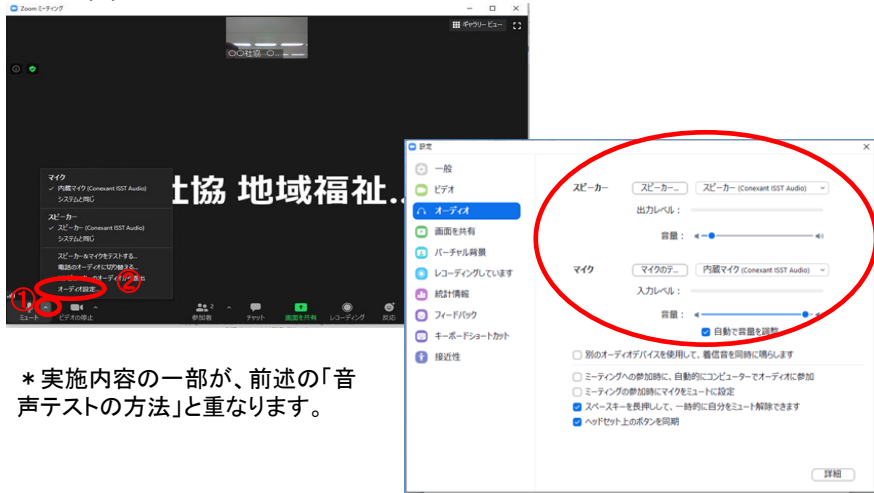 Zoom ミーティング
ギャラリー ビュー
〇〇社協 〇...
社協 地域福祉...
マイク
内蔵マイク (Conexant ISST Audio)
システムと同じ
スピーカー
スピーカー (Conexant ISST Audio)
システムと同じ
スピーカー&マイクをテストする...
電話のオーディオに切り替える...
オーディオ設定...
①
②
ミュート
ビデオの停止
参加者
2
チャット
画面を共有
レコーディング
反応
*実施内容の一部が、前述の「音
声テストの方法」と重なります。
設定
一般
ビデオ
オーディオ
画面を共有
バーチャル背景
レコーディングしています
統計情報
フィードバック
キーボードショートカット
接近性
スピーカー
スピーカー...
スピーカー (Conexant ISST Audio)
出力レベル:
音量:
マイク
マイクのテ...
内蔵マイク (Conexant ISST Audio)
入力レベル:
音量:
自動で音量を調整
別のオーディオデバイスを使用して、着信音を同時に鳴らします
ミーティングへの参加時に、自動的にコンピューターでオーディオに参加
ミーティングの参加時にマイクをミュートに設定
スペースキーを長押しして、一時的に自分をミュート解除できます
ヘッドセット上のボタンを同期
詳細